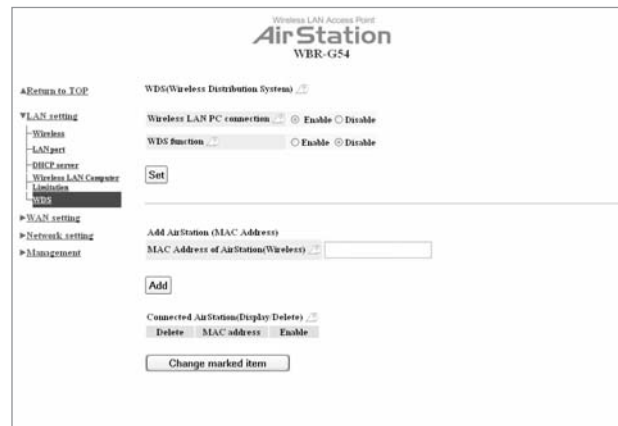 Wireless LAN Access Point
AirStation
WBR-G54
▲Return to TOP
▼LAN setting
Wireless
LAN port
DHCP server
Wireless LAN Computer
Limitation
WDS
▶WAN setting
▶Network setting
▶Management
WDS(Wireless Distribution System)
Wireless LAN PC connection Enable Disable
WDS function Enable Disable
Set
Add AirStation (MAC Address)
MAC Address of AirStation(Wireless)
Add
Connected AirStation(Display/Delete)
Delete MAC address Enable
Change marked item